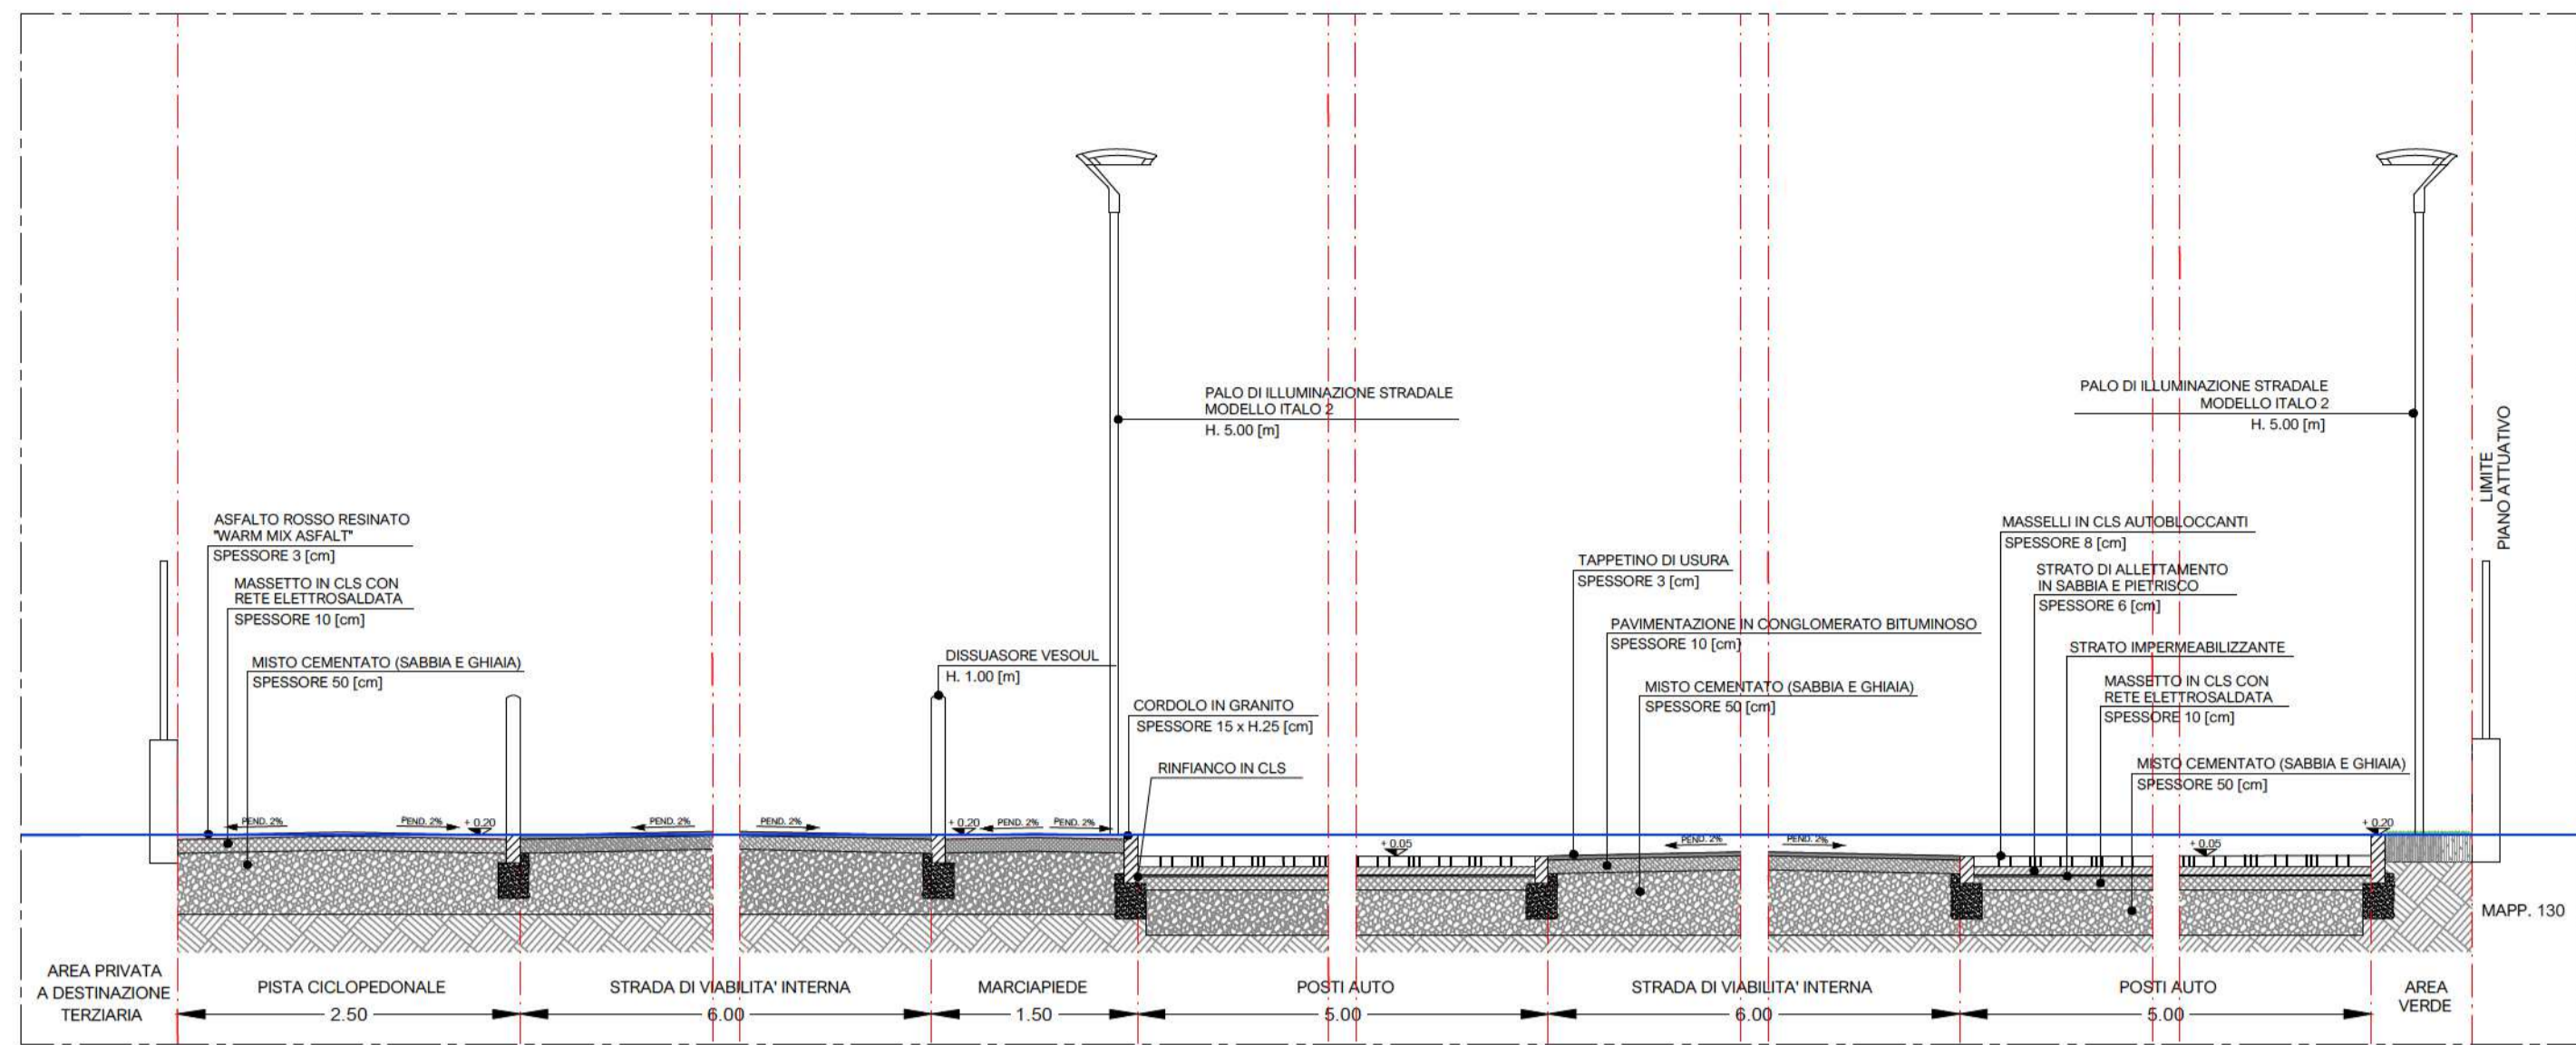 PALO DI ILLUMINAZIONE STRADALE
MODELLO ITALO 2
H. 5.00 [m]
PALO DI ILLUMINAZIONE STRADALE
MODELLO ITALO 2
H. 5.00 [m]
LIMITE
PIANO ATTUATIVO
ASFALTO ROSSO RESINATO
"WARM MIX ASFALT"
SPESSORE 3 [cm]
MASSETTO IN CLS CON
RETE ELETTROSALDATA
SPESSORE 10 [cm]
MISTO CEMENTATO (SABBIA E GHIAIA)
SPESSORE 50 [cm]
DISSUASORE VESOUL
H. 1.00 [m]
CORDOLO IN GRANITO
SPESSORE 15 x H.25 [cm]
RINFIANCO IN CLS
TAPPETINO DI USURA
SPESSORE 3 [cm]
PAVIMENTAZIONE IN CONGLOMERATO BITUMINOSO
SPESSORE 10 [cm]
MISTO CEMENTATO (SABBIA E GHIAIA)
SPESSORE 50 [cm]
MASSELLI IN CLS AUTOBLOCCANTI
SPESSORE 8 [cm]
STRATO DI ALLETTAMENTO
IN SABBIA E PIETRISCO
SPESSORE 6 [cm]
STRATO IMPERMEABILIZZANTE
MASSETTO IN CLS CON
RETE ELETTROSALDATA
SPESSORE 10 [cm]
MISTO CEMENTATO (SABBIA E GHIAIA)
SPESSORE 50 [cm]
PEND. 2%
PEND. 2%
+ 0.20
PEND. 2%
PEND. 2%
+ 0.20
PEND. 2%
PEND. 2%
+ 0.05
PEND. 2%
PEND. 2%
+ 0.05
+ 0.20
MAPP. 130
AREA PRIVATA
A DESTINAZIONE
TERZIARIA
PISTA CICLOPEDONALE
2.50
STRADA DI VIABILITA' INTERNA
6.00
MARCIAPIEDE
1.50
POSTI AUTO
5.00
STRADA DI VIABILITA' INTERNA
6.00
POSTI AUTO
5.00
AREA
VERDE